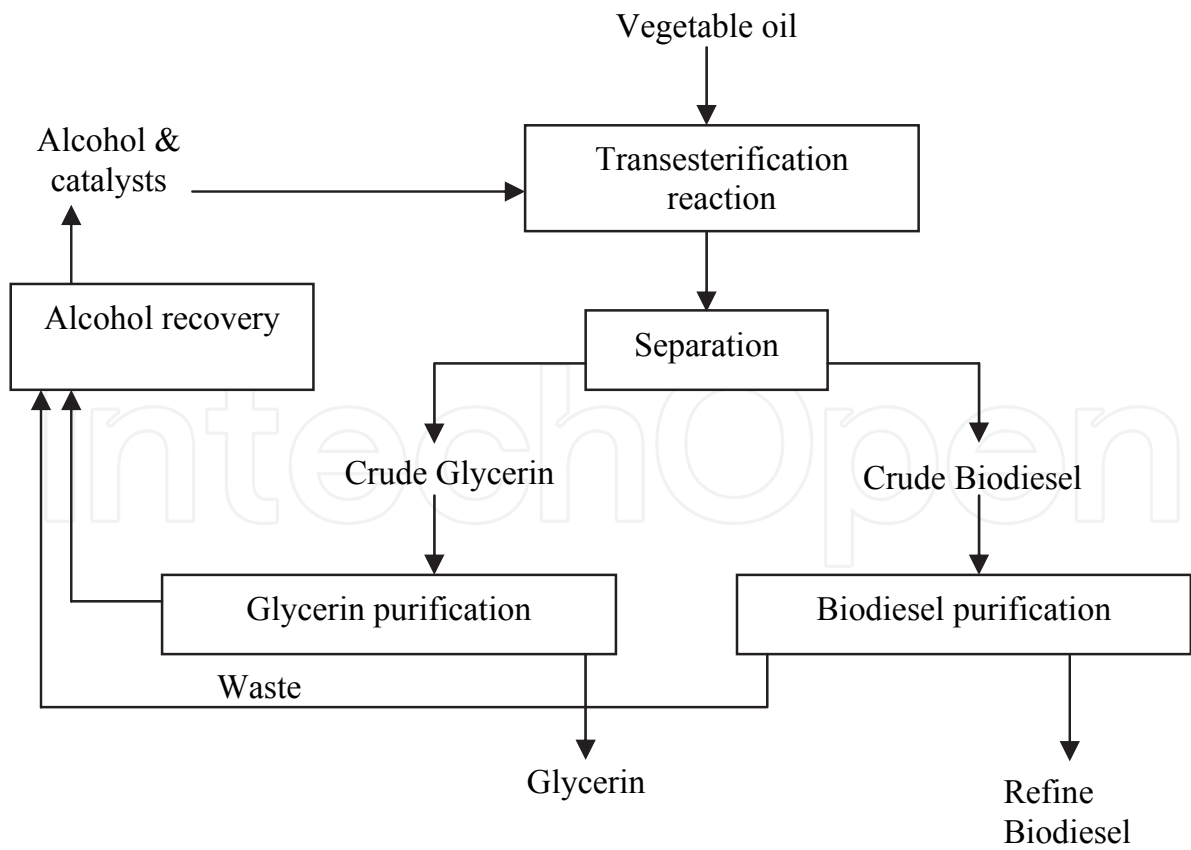 Vegetable oil
Alcohol &
catalysts
Transesterification
reaction
Alcohol recovery
Separation
IntechOpen
Crude Glycerin
Crude Biodiesel
Glycerin purification
Biodiesel purification
Waste
Glycerin
Refine
Biodiesel